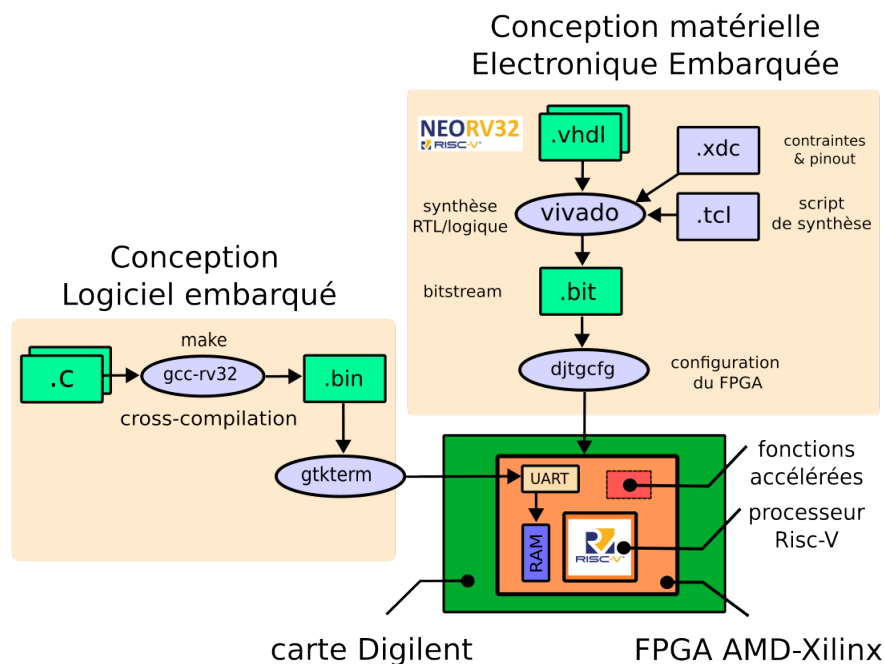 Conception matérielle
Electronique Embarquée
NEORV32
RISC-V
.vhdl
.xdc
contraintes
& pinout
synthèse
RTL/logique
vivado
.tcl
script
de synthèse
bitstream
.bit
djtgcfg
configuration
du FPGA
Conception
Logiciel embarqué
make
.c
gcc-rv32
.bin
cross-compilation
gtkterm
UART
RAM
RISC-V
fonctions
accélérées
processeur
Risc-V
carte Digilent
FPGA AMD-Xilinx